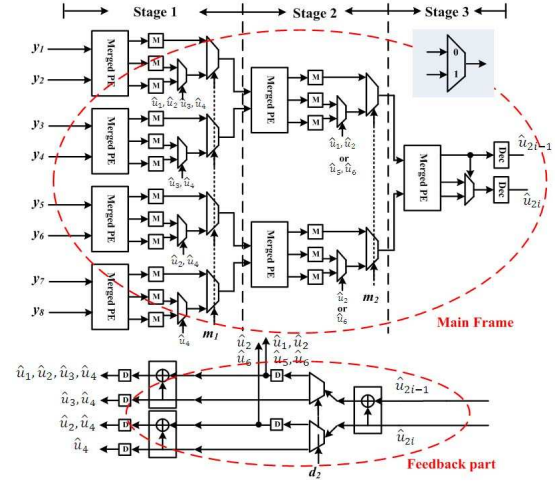 Stage 1 Stage 2 Stage 3
y1
y2
y3
y4
y5
y6
y7
y8
Merged PE
M
M
M
û1, û2 û3, û4
Merged PE
M
M
M
û3, û4
Merged PE
M
M
M
û2, û4
Merged PE
M
M
M
û4
m1
Merged PE
M
M
M
û1, û2
or
û5, û6
Merged PE
M
M
M
û2
or
û6
m2
0
1
Merged PE
Dec
û2i-1
Dec
û2i
Main Frame
û2
û6
û1, û2
û5, û6
û1, û2, û3, û4 D D û2i-1
û3, û4 D
û2, û4 D D
û4 D
û2i
d2
Feedback part